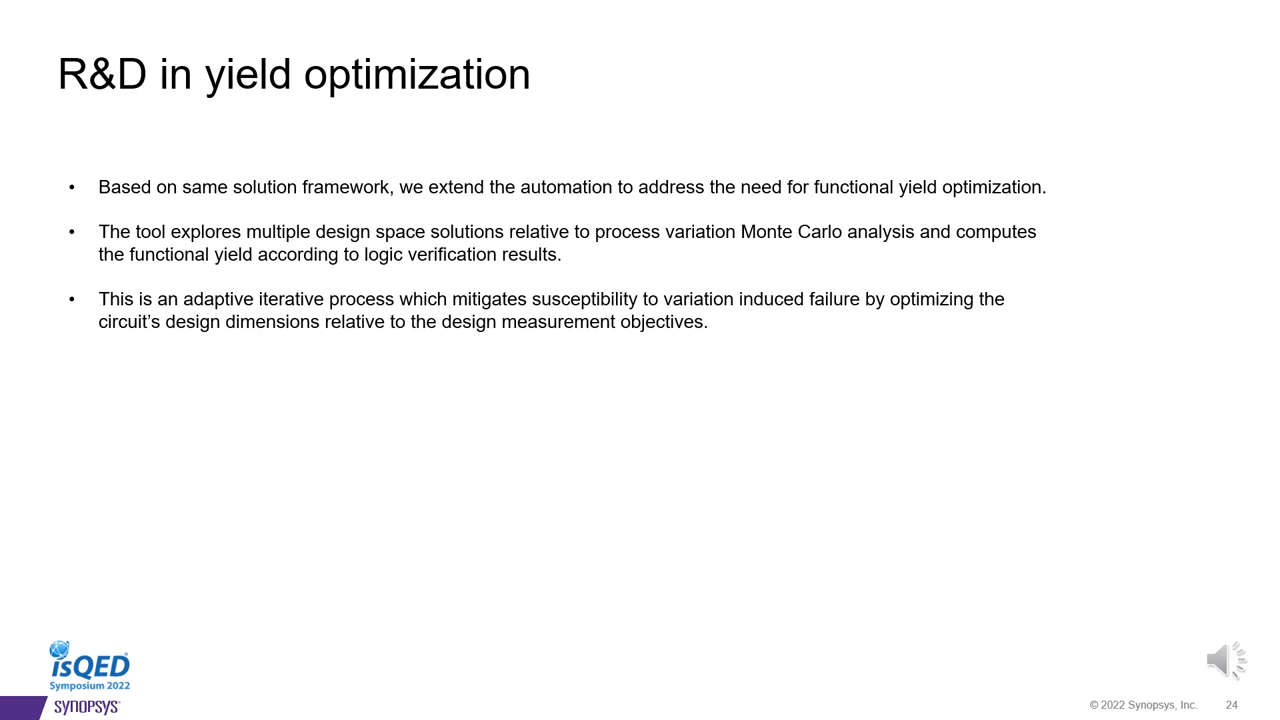 R&D in yield optimization
• Based on same solution framework, we extend the automation to address the need for functional yield optimization.
• The tool explores multiple design space solutions relative to process variation Monte Carlo analysis and computes
the functional yield according to logic verification results.
• This is an adaptive iterative process which mitigates susceptibility to variation induced failure by optimizing the
circuit’s design dimensions relative to the design measurement objectives.
isQED
Symposium 2022
SYNOPSYS
© 2022 Synopsys, Inc. 24